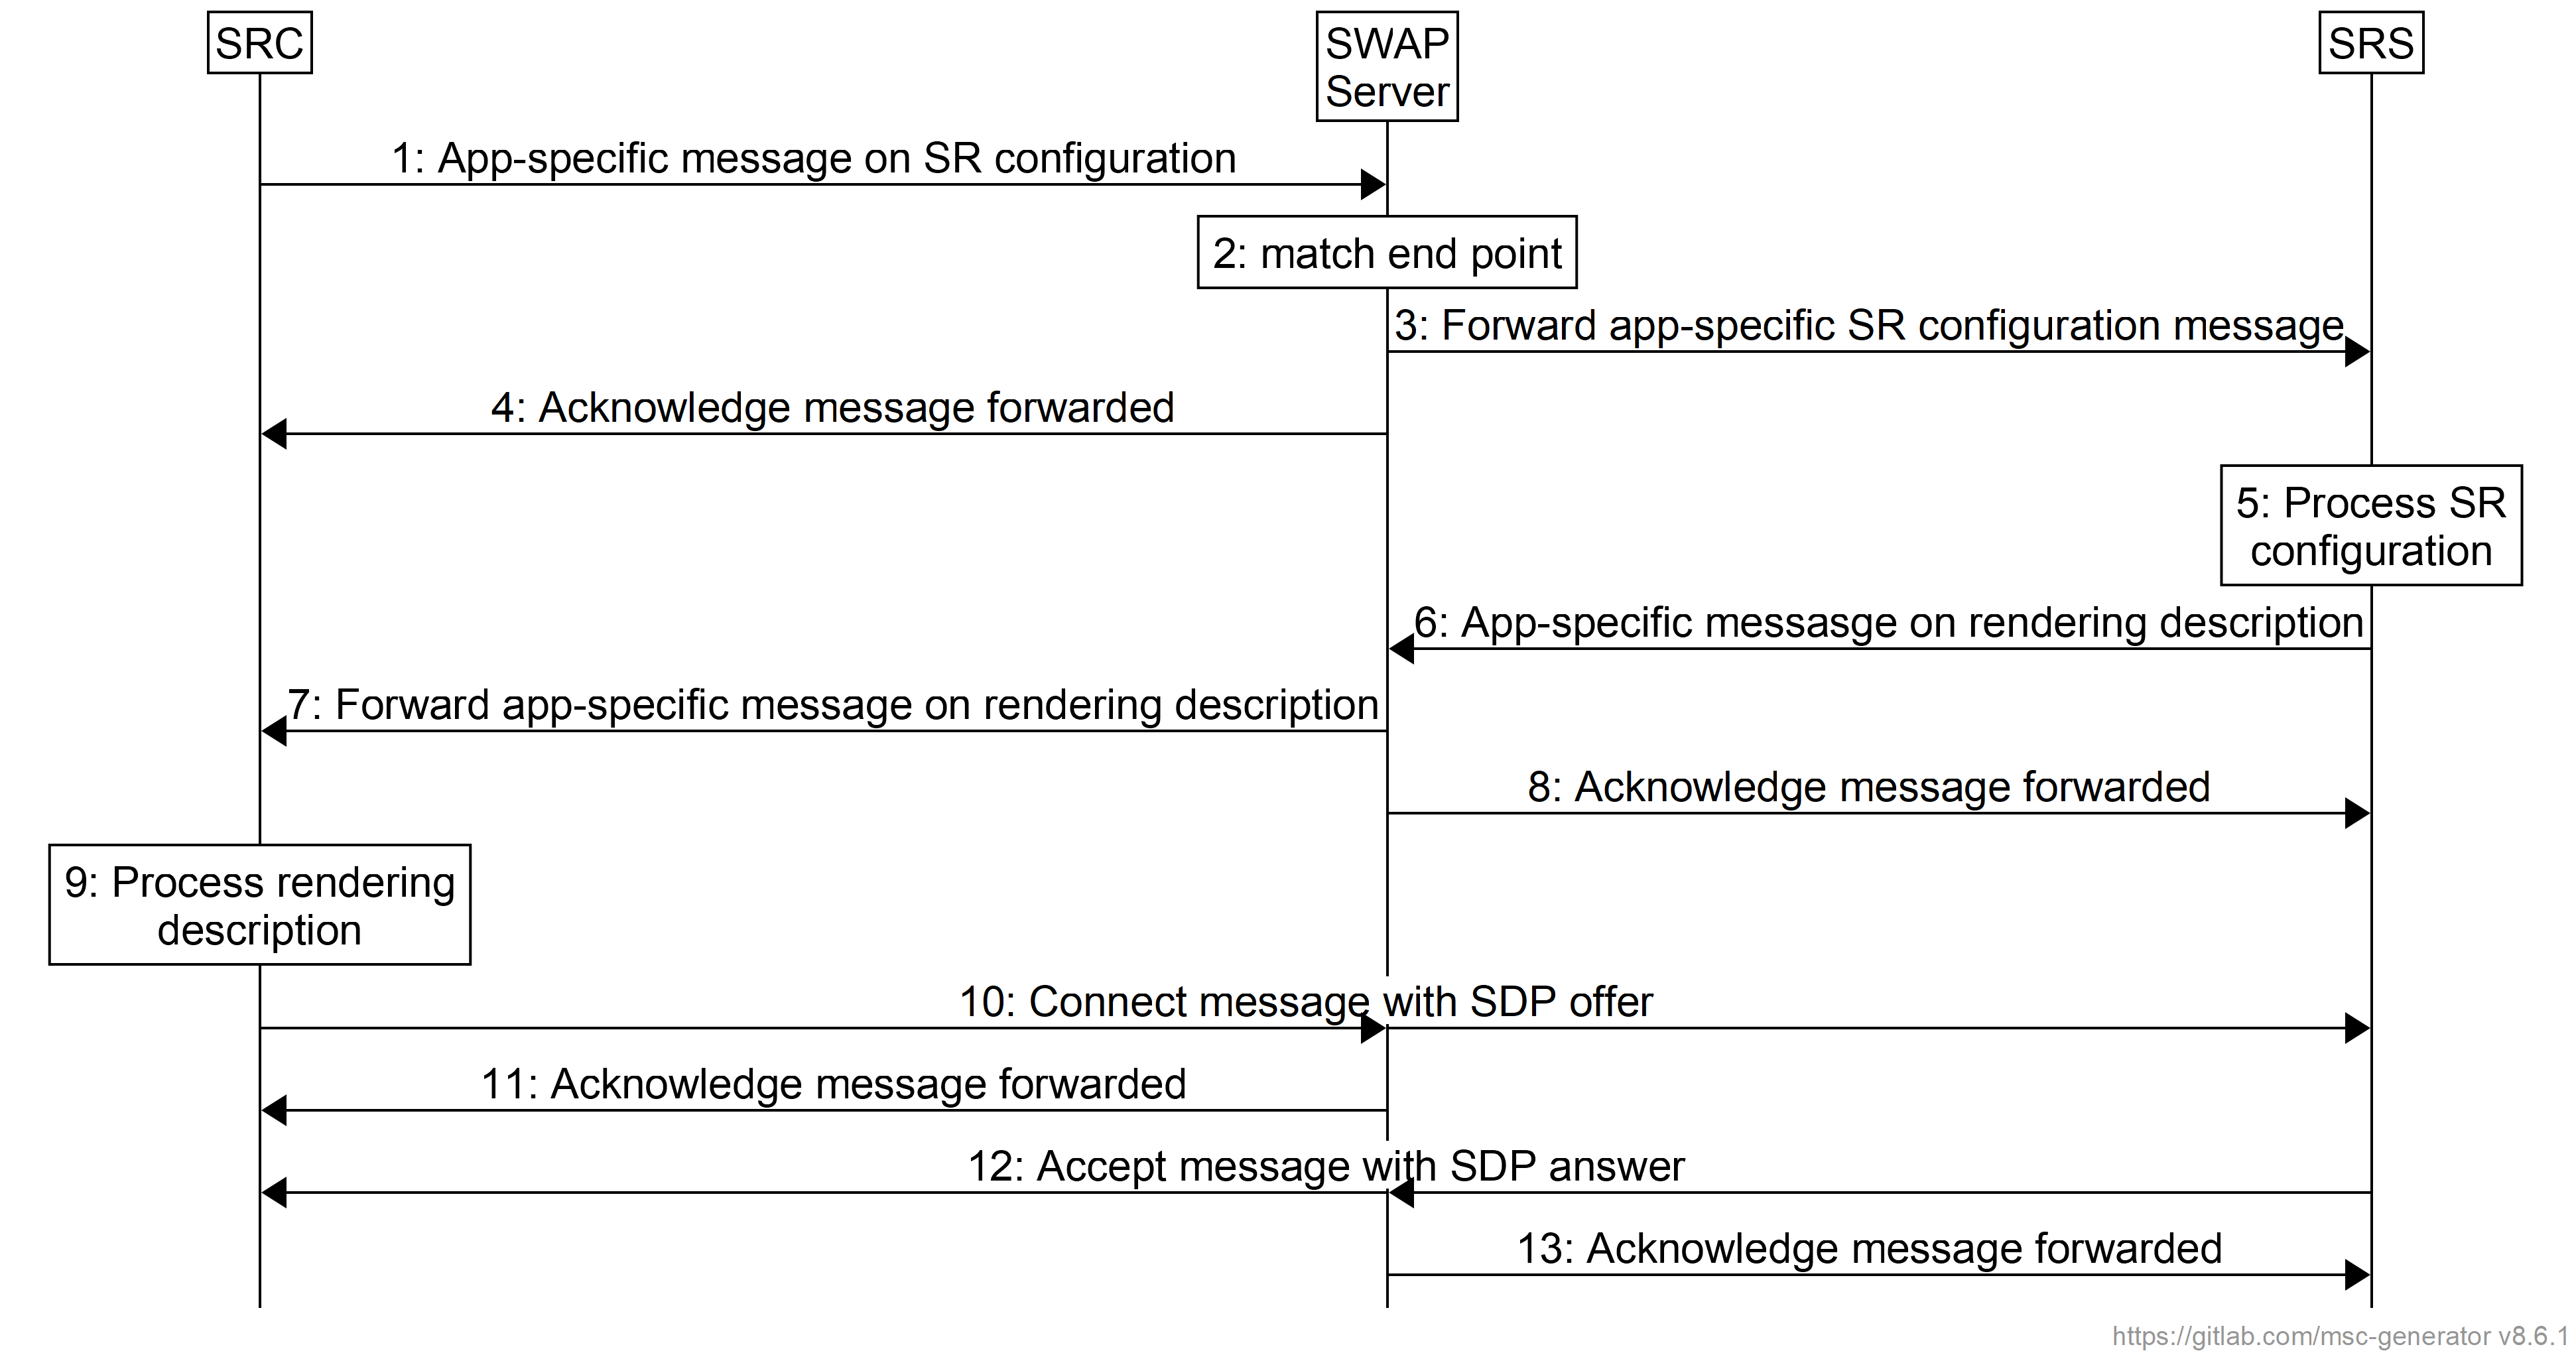 SRC
SWAP
Server
SRS
1: App-specific message on SR configuration
2: match end point
3: Forward app-specific SR configuration message
4: Acknowledge message forwarded
5: Process SR
configuration
6: App-specific messasge on rendering description
7: Forward app-specific message on rendering description
8: Acknowledge message forwarded
9: Process rendering
description
10: Connect message with SDP offer
11: Acknowledge message forwarded
12: Accept message with SDP answer
13: Acknowledge message forwarded
https://gitlab.com/msc-generator v8.6.1